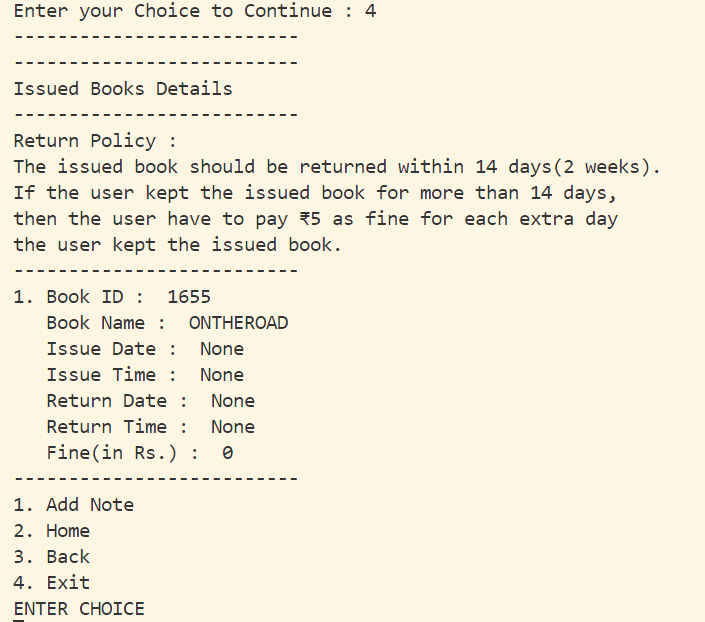 Enter your Choice to Continue : 4
--------------------------
--------------------------
Issued Books Details
--------------------------
Return Policy :
The issued book should be returned within 14 days(2 weeks).
If the user kept the issued book for more than 14 days,
then the user have to pay ₹5 as fine for each extra day
the user kept the issued book.
--------------------------
1. Book ID :  1655
   Book Name :  ONTHEROAD
   Issue Date :  None
   Issue Time :  None
   Return Date :  None
   Return Time :  None
   Fine(in Rs.) :  0
--------------------------
1. Add Note
2. Home
3. Back
4. Exit
ENTER CHOICE